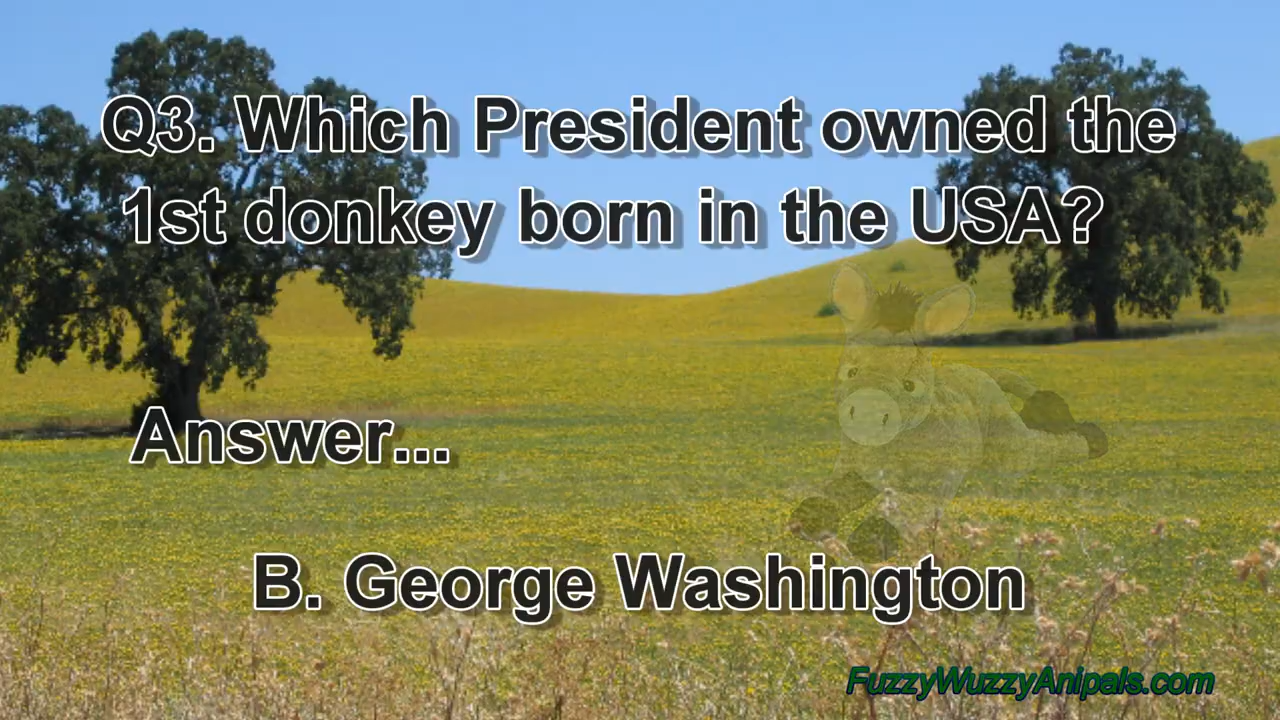 Q3. Which President owned the
1st donkey born in the USA?
Answer...
B. George Washington
FuzzyWuzzyAnipals.com